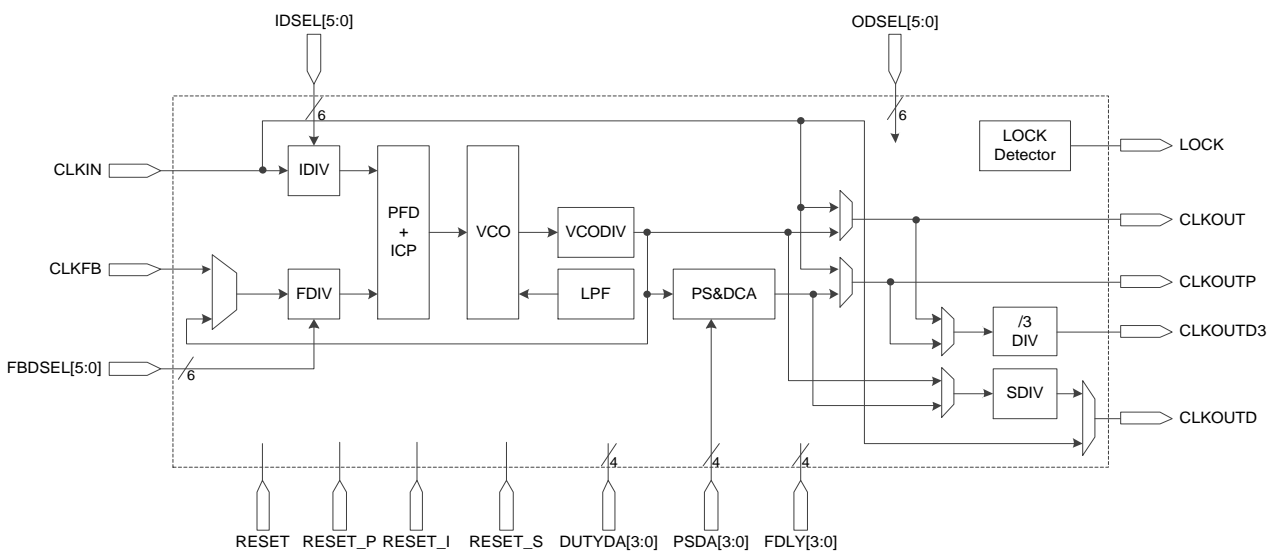 IDSEL[5:0]
ODSEL[5:0]
6
6
LOCK
Detector
LOCK
CLKIN
IDIV
PFD
+
ICP
VCO
VCODIV
CLKOUT
CLKFB
FDIV
LPF
PS&DCA
CLKOUTP
/3
DIV
CLKOUTD3
FBDSEL[5:0]
6
SDIV
CLKOUTD
4
4
4
RESET
RESET_P
RESET_I
RESET_S
DUTYDA[3:0]
PSDA[3:0]
FDLY[3:0]